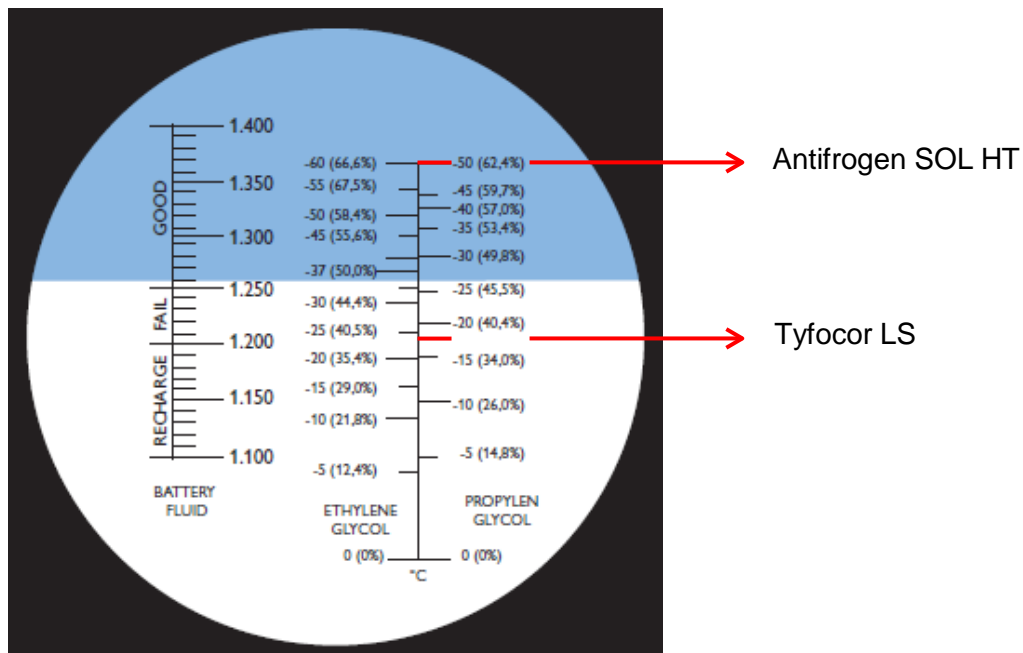 1.400
1.350
1.300
1.250
1.200
1.150
1.100
GOOD
FAIL
RECHARGE
BATTERY
FLUID
-60 (66,6%)
-55 (67,5%)
-50 (58,4%)
-45 (55,6%)
-37 (50,0%)
-30 (44,4%)
-25 (40,5%)
-20 (35,4%)
-15 (29,0%)
-10 (21,8%)
-5 (12,4%)
ETHYLENE
GLYCOL
0 (0%)
°C
-50 (62,4%)
-45 (59,7%)
-40 (57,0%)
-35 (53,4%)
-30 (49,8%)
-25 (45,5%)
-20 (40,4%)
-15 (34,0%)
-10 (26,0%)
-5 (14,8%)
PROPYLEN
GLYCOL
0 (0%)
Antifrogen SOL HT
Tyfocor LS